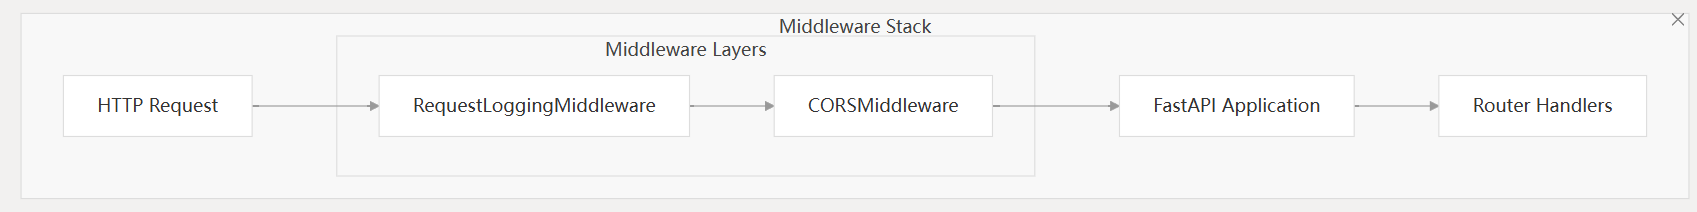 Middleware Stack
Middleware Layers
HTTP Request
RequestLoggingMiddleware
CORSMiddleware
FastAPI Application
Router Handlers